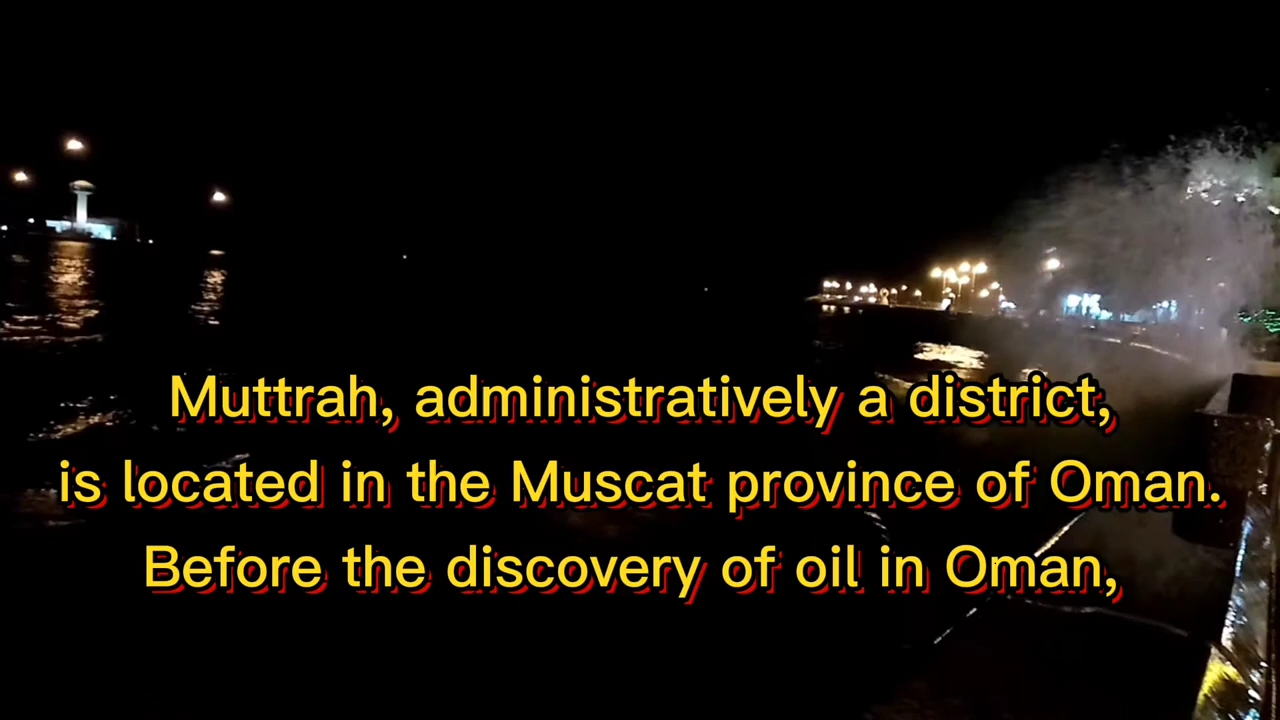 Muttrah, administratively a district,
is located in the Muscat province of Oman.
Before the discovery of oil in Oman,